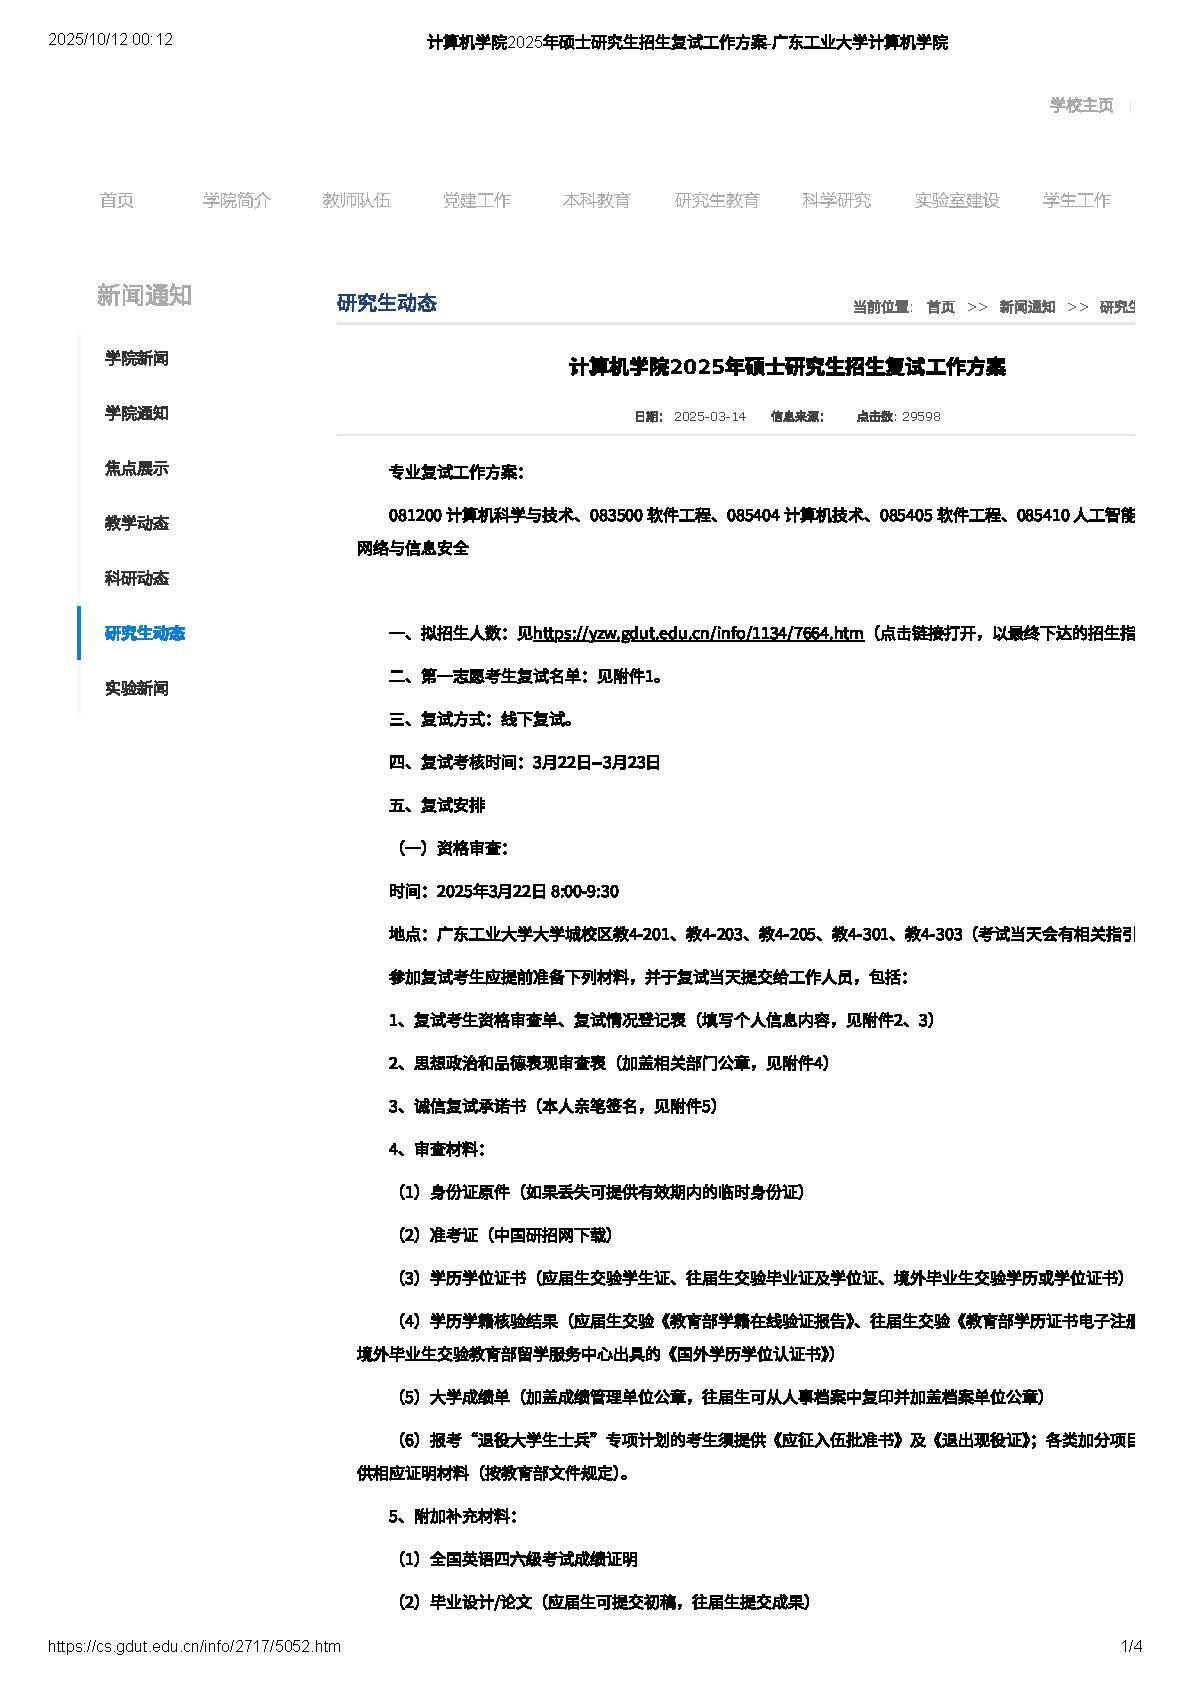 2025/10/12 00:12
计算机学院2025年硕士研究生招生复试工作方案-广东工业大学计算机学院
学校主页
首页 学院简介 教师队伍 党建工作 本科教育 研究生教育 科学研究 实验室建设 学生工作
新闻通知
学院新闻
学院通知
焦点展示
教学动态
科研动态
研究生动态
实验新闻
研究生动态
当前位置: 首页 >> 新闻通知 >> 研究生
计算机学院2025年硕士研究生招生复试工作方案
日期： 2025-03-14 信息来源： 点击数: 29598
专业复试工作方案：
081200 计算机科学与技术、083500 软件工程、085404 计算机技术、085405 软件工程、085410 人工智能
网络与信息安全
一、拟招生人数：见https://yzw.gdut.edu.cn/info/1134/7664.htm（点击链接打开，以最终下达的招生指
二、第一志愿考生复试名单：见附件1。
三、复试方式：线下复试。
四、复试考核时间：3月22日–3月23日
五、复试安排
（一）资格审查：
时间：2025年3月22日 8:00-9:30
地点：广东工业大学大学城校区教4-201、教4-203、教4-205、教4-301、教4-303（考试当天会有相关指引
参加复试考生应提前准备下列材料，并于复试当天提交给工作人员，包括：
1、复试考生资格审查单、复试情况登记表（填写个人信息内容，见附件2、3）
2、思想政治和品德表现审查表（加盖相关部门公章，见附件4）
3、诚信复试承诺书（本人亲笔签名，见附件5）
4、审查材料：
（1）身份证原件（如果丢失可提供有效期内的临时身份证）
（2）准考证（中国研招网下载）
（3）学历学位证书（应届生交验学生证、往届生交验毕业证及学位证、境外毕业生交验学历或学位证书）
（4）学历学籍核验结果（应届生交验《教育部学籍在线验证报告》、往届生交验《教育部学历证书电子注册
境外毕业生交验教育部留学服务中心出具的《国外学历学位认证书》）
（5）大学成绩单（加盖成绩管理单位公章，往届生可从人事档案中复印并加盖档案单位公章）
（6）报考“退役大学生士兵”专项计划的考生须提供《应征入伍批准书》及《退出现役证》；各类加分项目
供相应证明材料（按教育部文件规定）。
5、附加补充材料：
（1）全国英语四六级考试成绩证明
（2）毕业设计/论文（应届生可提交初稿，往届生提交成果）
https://cs.gdut.edu.cn/info/2717/5052.htm
1/4